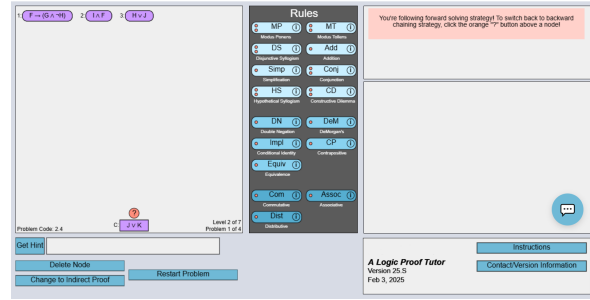 1: F → (G ∧ ¬H) 2: I ∧ F 3: H ∨ J
?
C: J ∨ K
Problem Code: 2.4
Level 2 of 7
Problem 1 of 4
Get Hint
Delete Node
Change to Indirect Proof
Restart Problem
Rules
MP MT
Modus Ponens Modus Tollens
DS Add
Disjunctive Syllogism Addition
Simp Conj
Simplification Conjunction
HS CD
Hypothetical Syllogism Constructive Dilemma
DN DeM
Double Negation DeMorgan's
Impl CP
Conditional Identity Contrapositive
Equiv
Equivalence
Com Assoc
Commutative Associative
Dist
Distributive
You're following forward solving strategy! To switch back to backward
chaining strategy, click the orange "?" button above a node!
A Logic Proof Tutor
Version 25.S
Feb 3, 2025
Instructions
Contact/Version Information